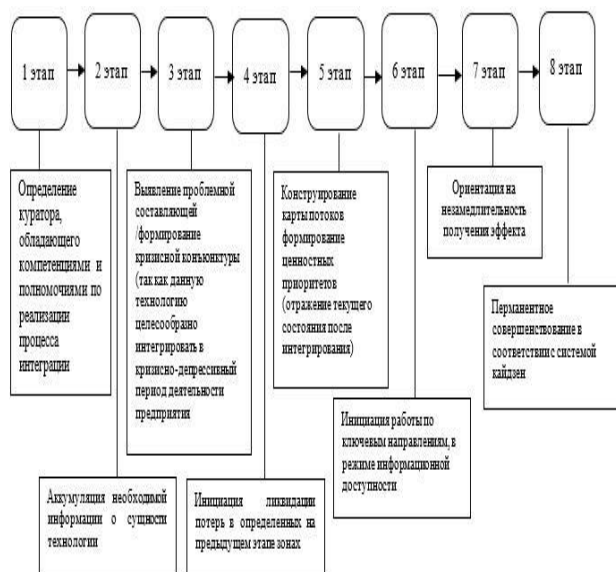 1 этап
2 этап
3 этап
4 этап
5 этап
6 этап
7 этап
8 этап
Определение
куратора,
обладающего
компетенциями и
полномочиями по
реализации
процесса
интеграции
Выявление проблемной
составляющей
/формирование
кризисной конъюнктуры
(так как данную
технологию
целесообразно
интегрировать в
кризисно-депрессивный
период деятельности
предприятия
Конструирование
карты потоков
формирование
ценностных
приоритетов
(отражение текущего
состояния после
интегрирования)
Ориентация на
незамедлительность
получения эффекта
Перманентное
совершенствование в
соответствиис системой
кайдзен
Инициация работы по
ключевым направлениям, в
режиме информационной
доступности
Аккумуляция необходимой
информации о сущности
технологии
Инициация ликвидации
потерь в определенных на
предыдущем этапе зонах